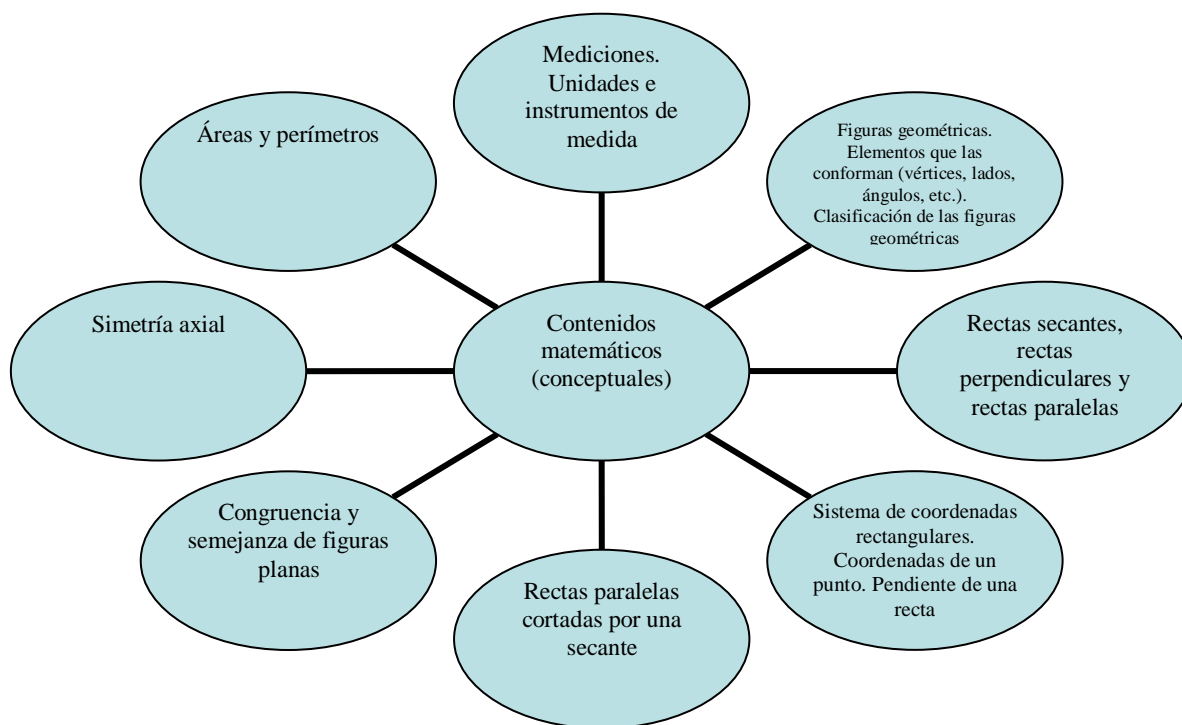 Mediciones.
Unidades e
instrumentos de
medida
Áreas y perímetros
Figuras geométricas.
Elementos que las
conforman (vértices, lados,
ángulos, etc.).
Clasificación de las figuras
geométricas
Simetría axial
Contenidos
matemáticos
(conceptuales)
Rectas secantes,
rectas
perpendiculares y
rectas paralelas
Congruencia y
semejanza de figuras
planas
Rectas paralelas
cortadas por una
secante
Sistema de coordenadas
rectangulares.
Coordenadas de un
punto. Pendiente de una
recta